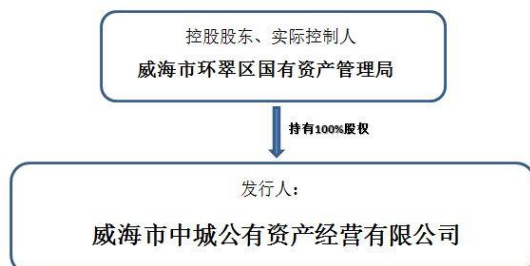 控股股东、实际控制人
威海市环翠区国有资产管理局
持有100%股权
发行人：
威海市中城公有资产经营有限公司